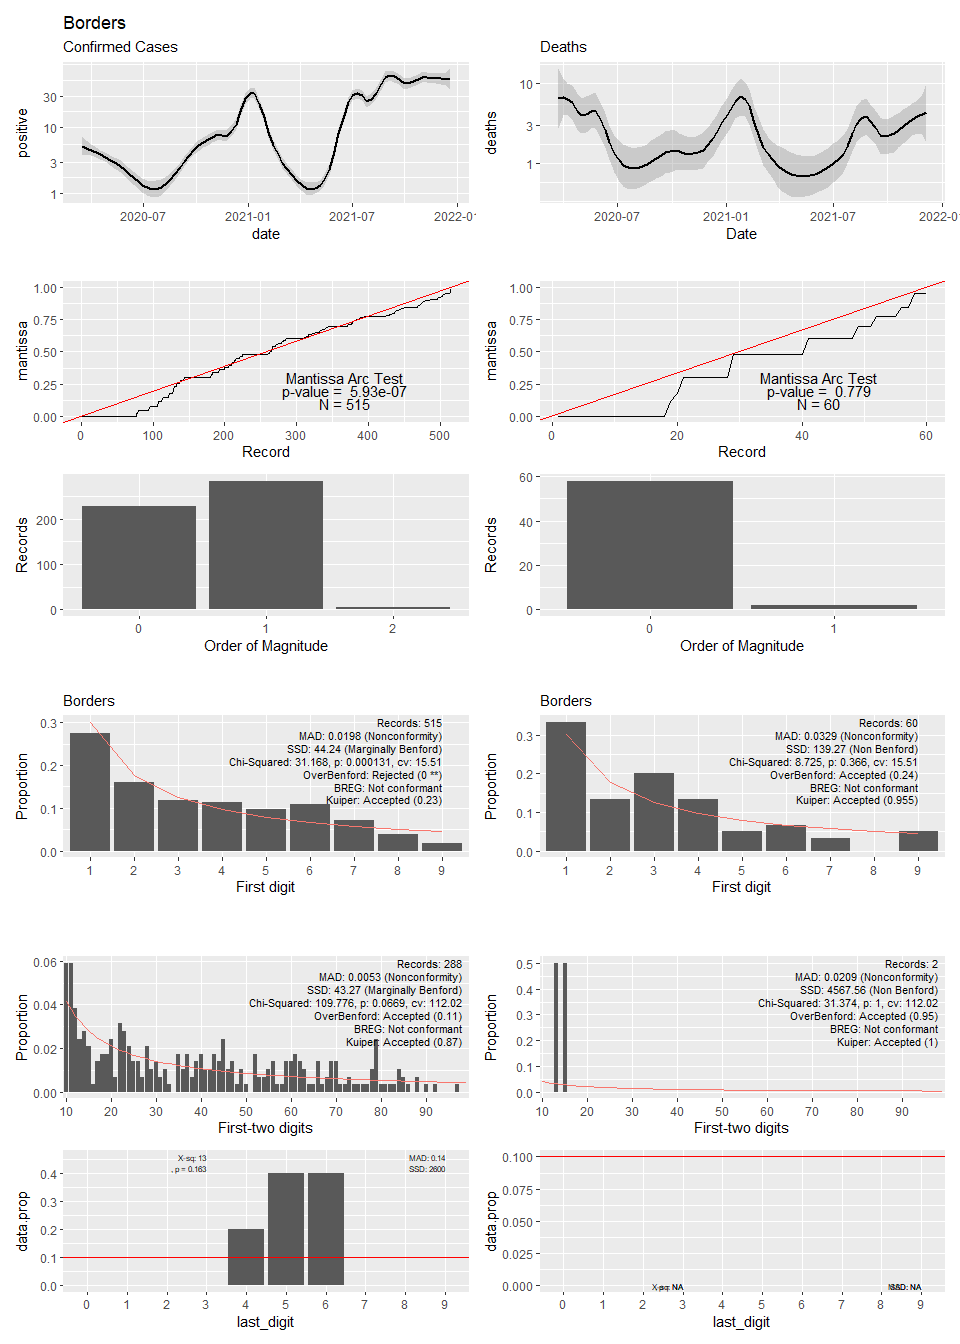 Borders
Confirmed Cases
positive
30
10
3
1
2020-07
2021-01
2021-07
2022-0
date
Deaths
deaths
10
3
1
2020-07
2021-01
2021-07
2022-0
Date
mantissa
1.00
0.75
0.50
0.25
0.00
Mantissa Arc Test
p-value = 5.93e-07
N = 515
0
100
200
300
400
500
Record
mantissa
1.00
0.75
0.50
0.25
0.00
Mantissa Arc Test
p-value = 0.779
N = 60
0
20
40
60
Record
Records
200
100
0
0
1
2
Order of Magnitude
Records
60
40
20
0
0
1
Order of Magnitude
Borders
Proportion
0.3
0.2
0.1
0.0
Records: 515
MAD: 0.0198 (Nonconformity)
SSD: 44.24 (Marginally Benford)
Chi-Squared: 31.168, p: 0.000131, cv: 15.51
OverBenford: Rejected (0 **)
BREG: Not conformant
Kuiper: Accepted (0.23)
1
2
3
4
5
6
7
8
9
First digit
Borders
Proportion
0.3
0.2
0.1
0.0
Records: 60
MAD: 0.0329 (Nonconformity)
SSD: 139.27 (Non Benford)
Chi-Squared: 8.725, p: 0.366, cv: 15.51
OverBenford: Accepted (0.24)
BREG: Not conformant
Kuiper: Accepted (0.955)
1
2
3
4
5
6
7
8
9
First digit
Proportion
0.06
0.04
0.02
0.00
Records: 288
MAD: 0.0053 (Nonconformity)
SSD: 43.27 (Marginally Benford)
Chi-Squared: 109.776, p: 0.0669, cv: 112.02
OverBenford: Accepted (0.11)
BREG: Not conformant
Kuiper: Accepted (0.87)
10
20
30
40
50
60
70
80
90
First-two digits
Proportion
0.5
0.4
0.3
0.2
0.1
0.0
Records: 2
MAD: 0.0209 (Nonconformity)
SSD: 4567.56 (Non Benford)
Chi-Squared: 31.374, p: 1, cv: 112.02
OverBenford: Accepted (0.95)
BREG: Not conformant
Kuiper: Accepted (1)
10
20
30
40
50
60
70
80
90
First-two digits
data.prop
0.4
0.3
0.2
0.1
0.0
X-sq: 13
, p = 0.163
MAD: 0.14
SSD: 2600
0
1
2
3
4
5
6
7
8
9
last_digit
data.prop
0.100
0.075
0.050
0.025
0.000
NA
NA
0
1
2
3
4
5
6
7
8
9
last_digit